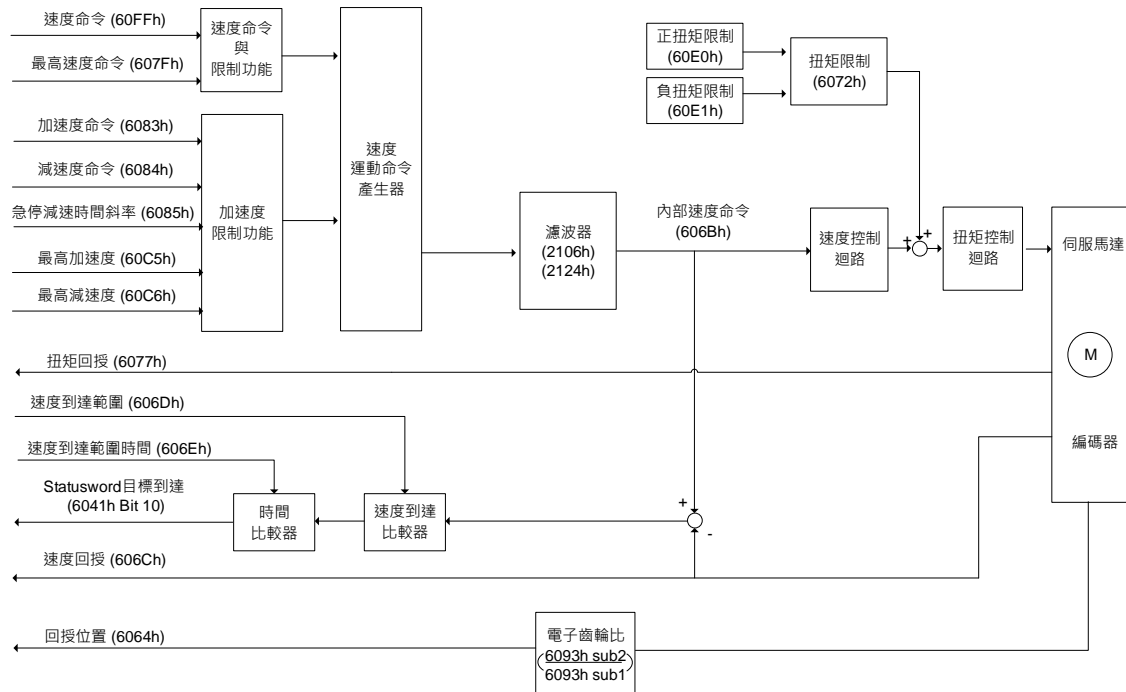 速度命令 (60FFh)
最高速度命令 (607Fh)
速度命令
與
限制功能
加速度命令 (6083h)
減速度命令 (6084h)
急停減速時間斜率 (6085h)
最高加速度 (60C5h)
最高減速度 (60C6h)
加速度
限制功能
速度
運動命令
產生器
濾波器
(2106h)
(2124h)
內部速度命令
(606Bh)
正扭矩限制
(60E0h)
負扭矩限制
(60E1h)
扭矩限制
(6072h)
速度控制
迴路
+
+
扭矩控制
迴路
伺服馬達
M
編碼器
扭矩回授 (6077h)
速度到達範圍 (606Dh)
速度到達範圍時間 (606Eh)
Statusword目標到達
(6041h Bit 10)
時間
比較器
速度到達
比較器
+
-
速度回授 (606Ch)
回授位置 (6064h)
電子齒輪比
(6093h sub2
6093h sub1)